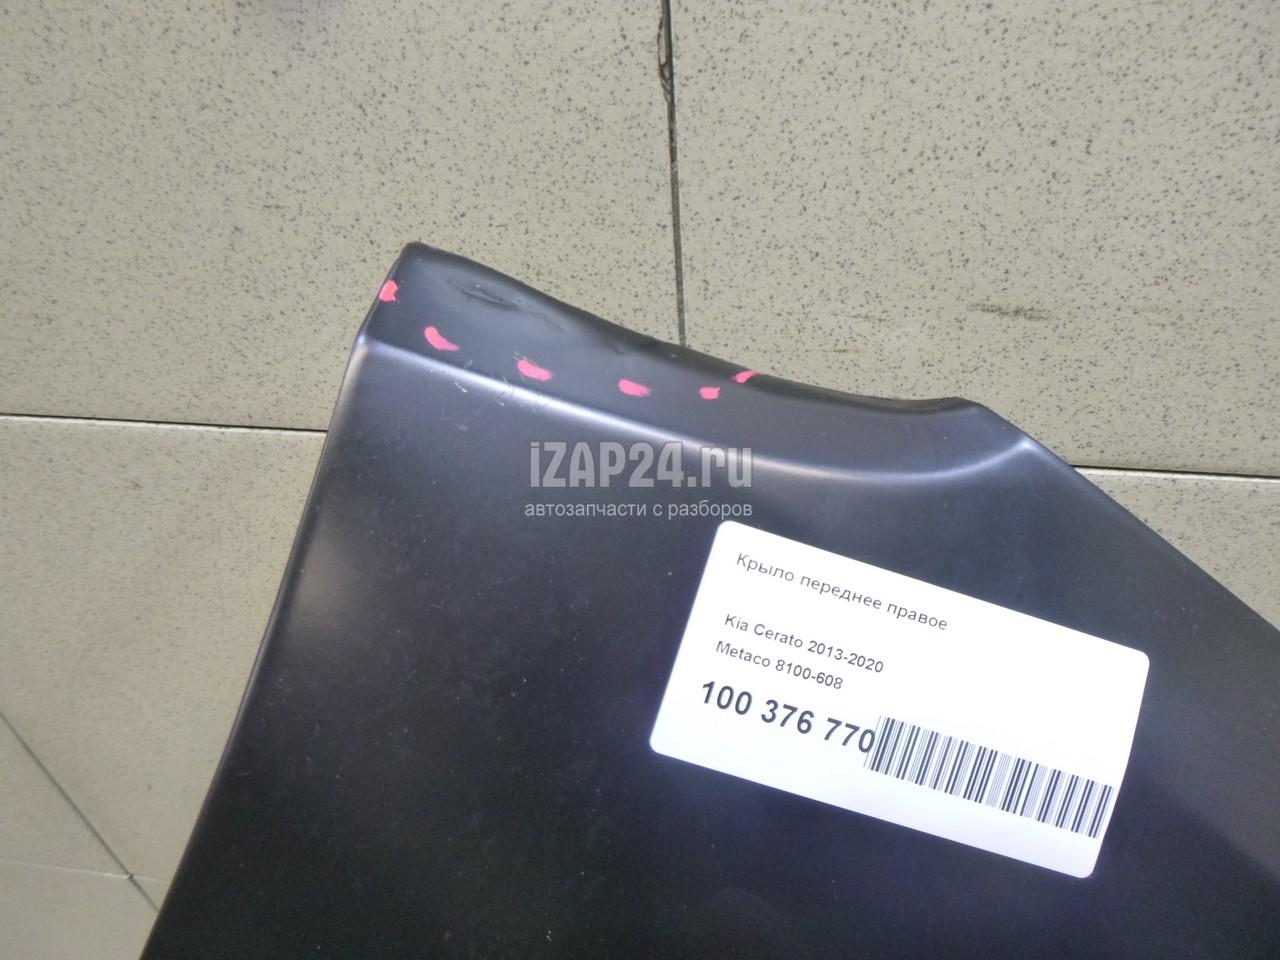 iZAP24.ru
автозапчасти с разборов
Крыло переднее правое
Kia Cerato 2013-2020
Metaco 8100-608
100 376 770